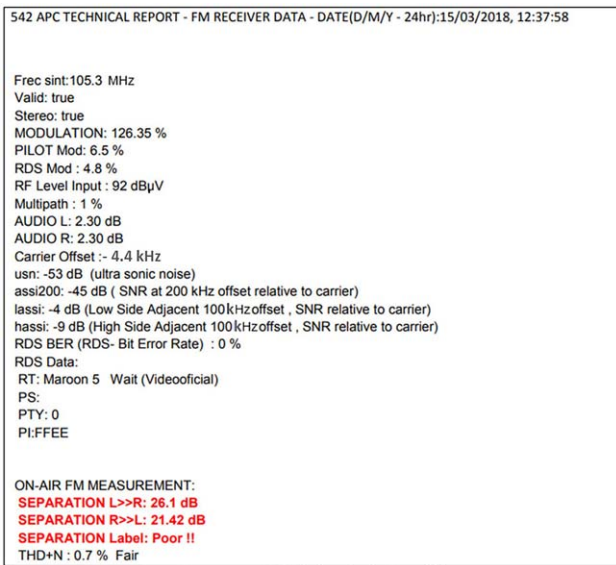 542 APC TECHNICAL REPORT - FM RECEIVER DATA - DATE(D/M/Y - 24hr):15/03/2018, 12:37:58
Frec sint:105.3 MHz
Valid: true
Stereo: true
MODULATION: 126.35 %
PILOT Mod: 6.5 %
RDS Mod : 4.8 %
RF Level Input : 92 dBµV
Multipath : 1 %
AUDIO L: 2.30 dB
AUDIO R: 2.30 dB
Carrier Offset :- 4.4 kHz
usn: -53 dB (ultra sonic noise)
assi200: -45 dB ( SNR at 200 kHz offset relative to carrier)
lassi: -4 dB (Low Side Adjacent 100kHzoffset , SNR relative to carrier)
hassi: -9 dB (High Side Adjacent 100kHzoffset , SNR relative to carrier)
RDS BER (RDS- Bit Error Rate) : 0 %
RDS Data:
RT: Maroon 5 Wait (Videooficial)
PS:
PTY: 0
PI:FFEE
ON-AIR FM MEASUREMENT:
SEPARATION L>>R: 26.1 dB
SEPARATION R>>L: 21.42 dB
SEPARATION Label: Poor !!
THD+N : 0.7 % Fair